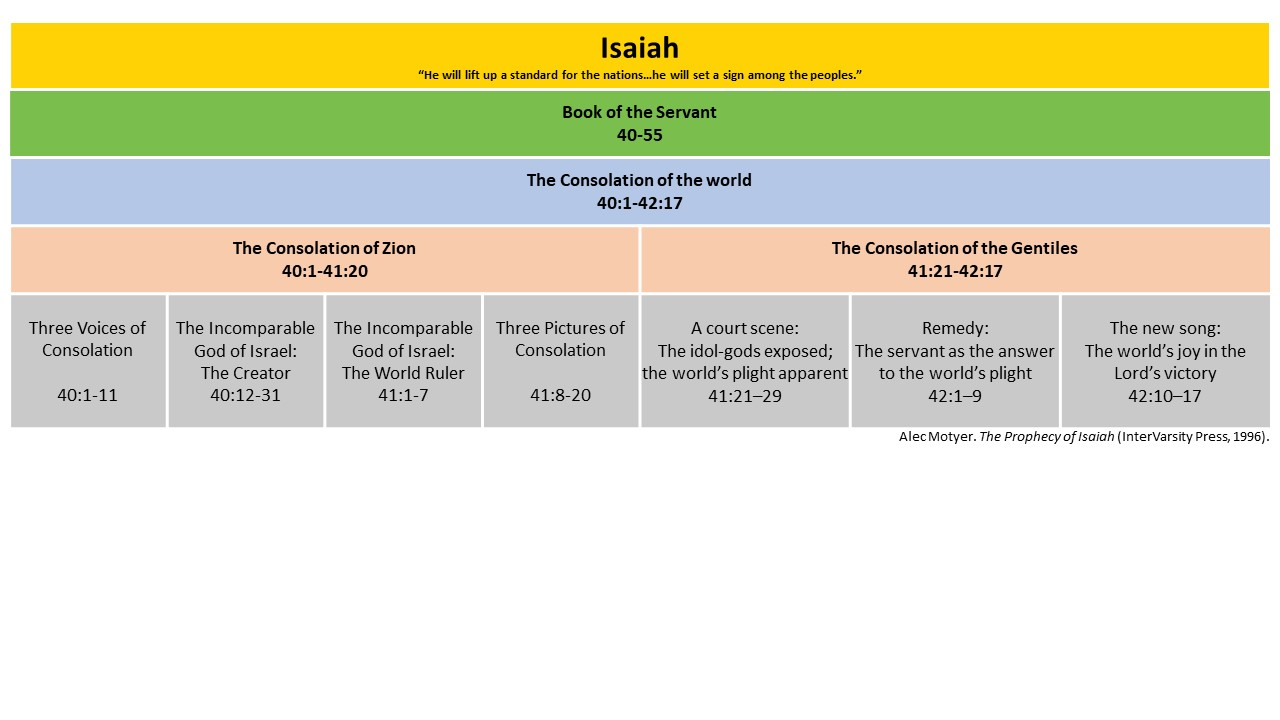 Isaiah
“He will lift up a standard for the nations…he will set a sign among the peoples.”
Book of the Servant
40-55
The Consolation of the world
40:1-42:17
The Consolation of Zion
40:1-41:20
The Consolation of the Gentiles
41:21-42:17
Three Voices of
Consolation
40:1-11
The Incomparable
God of Israel:
The Creator
40:12-31
The Incomparable
God of Israel:
The World Ruler
41:1-7
Three Pictures of
Consolation
41:8-20
A court scene:
The idol-gods exposed;
the world’s plight apparent
41:21–29
Remedy:
The servant as the answer
to the world’s plight
42:1–9
The new song:
The world’s joy in the
Lord’s victory
42:10–17
Alec Motyer. The Prophecy of Isaiah (InterVarsity Press, 1996).